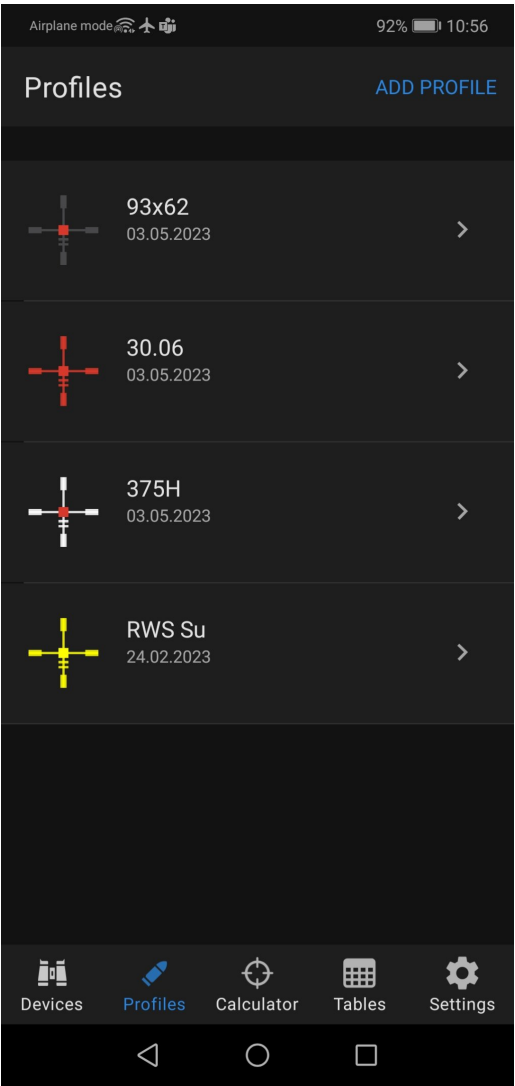 Airplane mode 92% 10:56
Profiles ADD PROFILE
93x62
03.05.2023
30.06
03.05.2023
375H
03.05.2023
RWS Su
24.02.2023
Devices Profiles Calculator Tables Settings